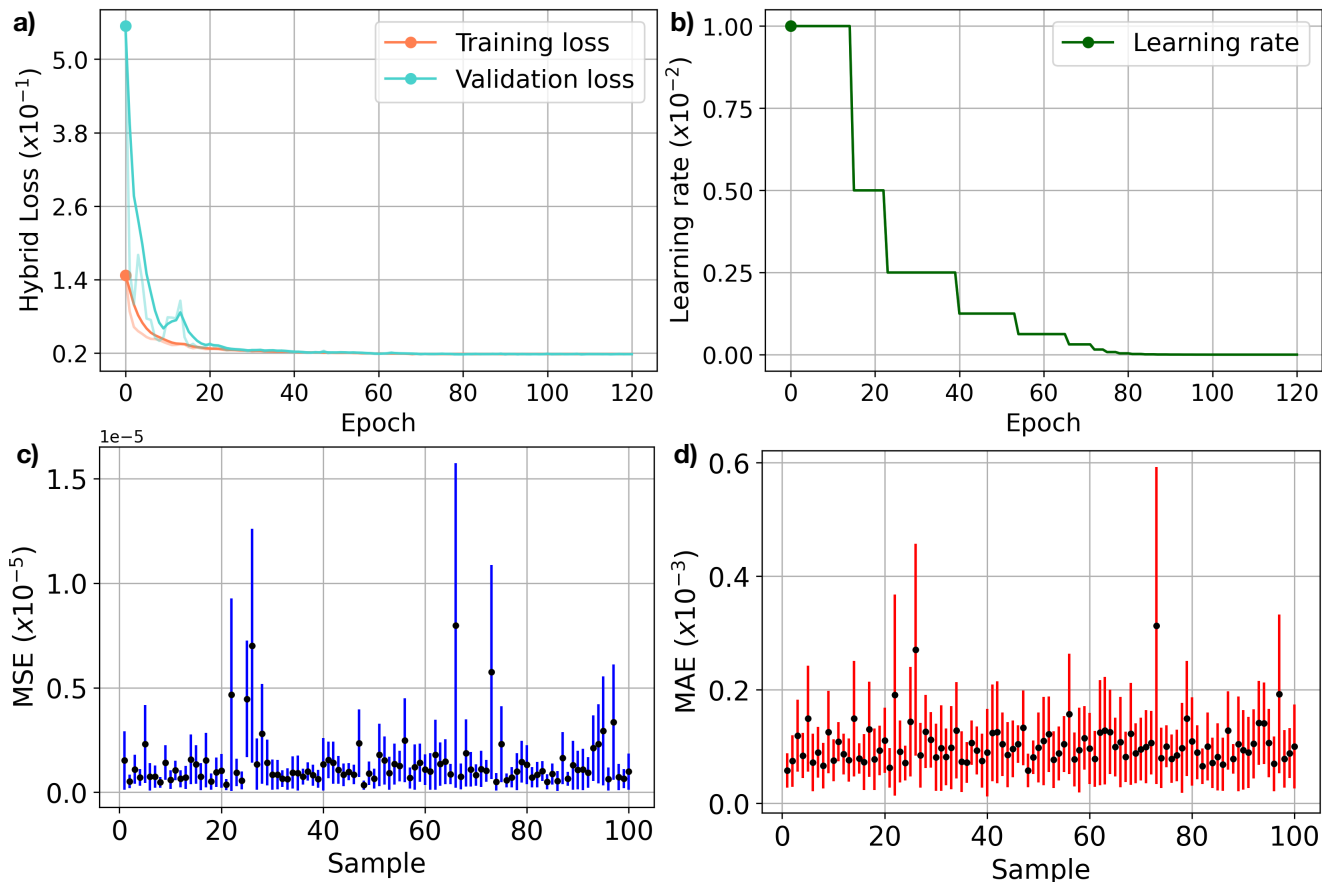 a)
Hybrid Loss (x10⁻¹)
5.0
3.8
2.6
1.4
0.2
Training loss
Validation loss
0 20 40 60 80 100 120
Epoch
b)
Learning rate (x10⁻²)
1.00
0.75
0.50
0.25
0.00
Learning rate
0 20 40 60 80 100 120
Epoch
c)
1e−5
MSE (x10⁻⁵)
1.5
1.0
0.5
0.0
0 20 40 60 80 100
Sample
d)
MAE (x10⁻³)
0.6
0.4
0.2
0.0
0 20 40 60 80 100
Sample